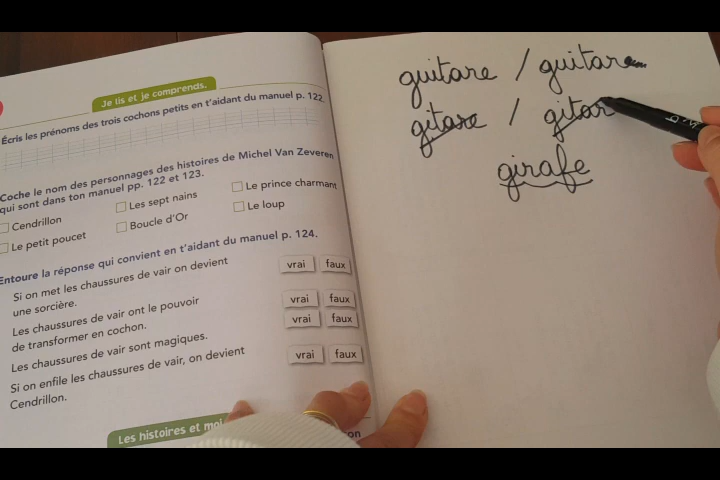 Je lis et je comprends.
Écris les prénoms des trois cochons petits en t'aidant du manuel p. 122.
Coche le nom des personnages des histoires de Michel Van Zeveren
qui sont dans ton manuel pp. 122 et 123.
Cendrillon
Les sept nains
Le prince charmant
Le petit poucet
Boucle d'Or
Le loup
Entoure la réponse qui convient en t'aidant du manuel p. 124.
Si on met les chaussures de vair on devient
une sorcière.
vrai faux
Les chaussures de vair ont le pouvoir
de transformer en cochon.
vrai faux
Les chaussures de vair sont magiques.
vrai faux
Si on enfile les chaussures de vair, on devient
Cendrillon.
vrai faux
Les histoires et moi
guitare / guitare
gitare / gitar
girafe